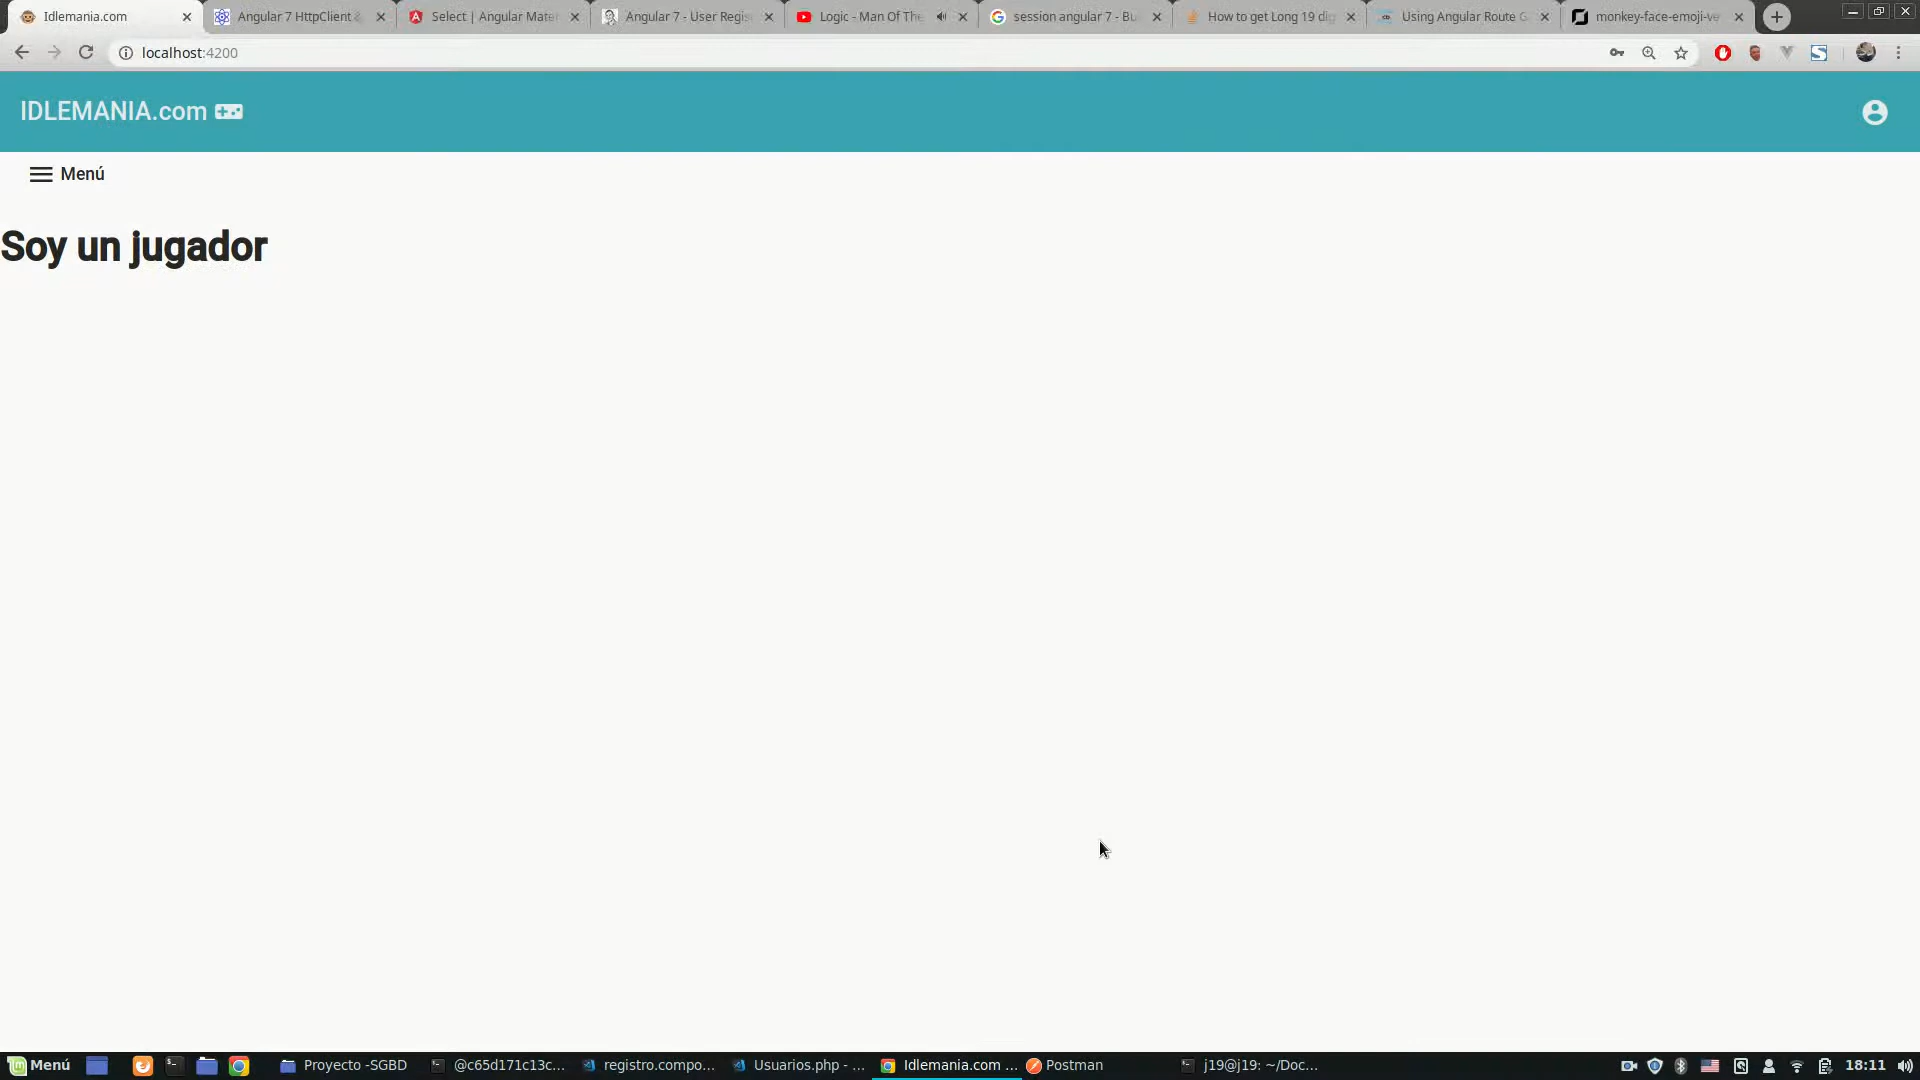 Idlemania.com
Angular 7 HttpClient &
Select | Angular Mater
Angular 7 - User Regis
Logic - Man Of The
session angular 7 - Bu
How to get Long 19 dig
Using Angular Route G
monkey-face-emoji-ve
localhost:4200
IDLEMANIA.com
Menú
Soy un jugador
Menú
Proyecto -SGBD
@c65d171c13c...
registro.compo...
Usuarios.php - ...
Idlemania.com ...
Postman
j19@j19: ~/Doc...
18:11